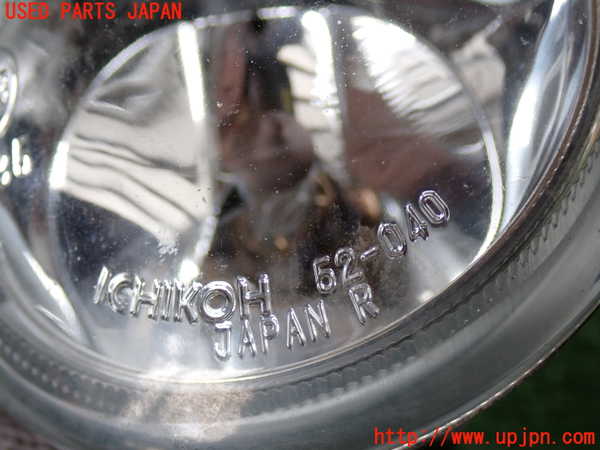 USED PARTS JAPAN
ICHIKOH 52-040
JAPAN R
http://www.upjpn.com/